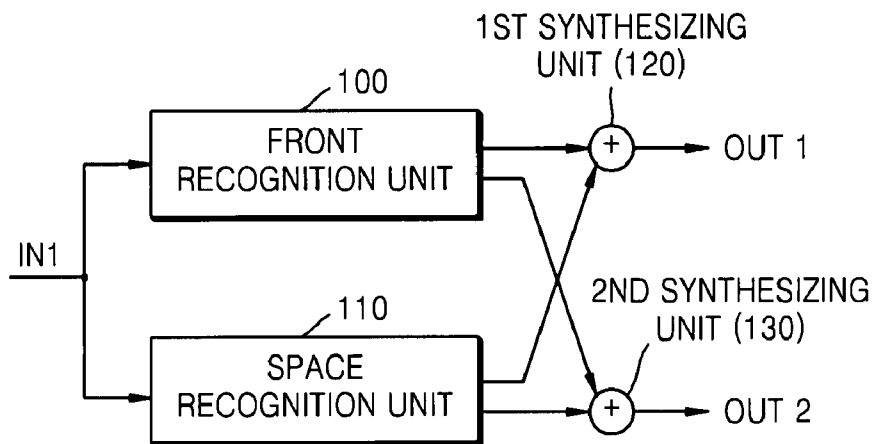 1ST SYNTHESIZING
UNIT (120)
100
FRONT
RECOGNITION UNIT
+
OUT 1
IN1
110
2ND SYNTHESIZING
UNIT (130)
SPACE
RECOGNITION UNIT
+
OUT 2